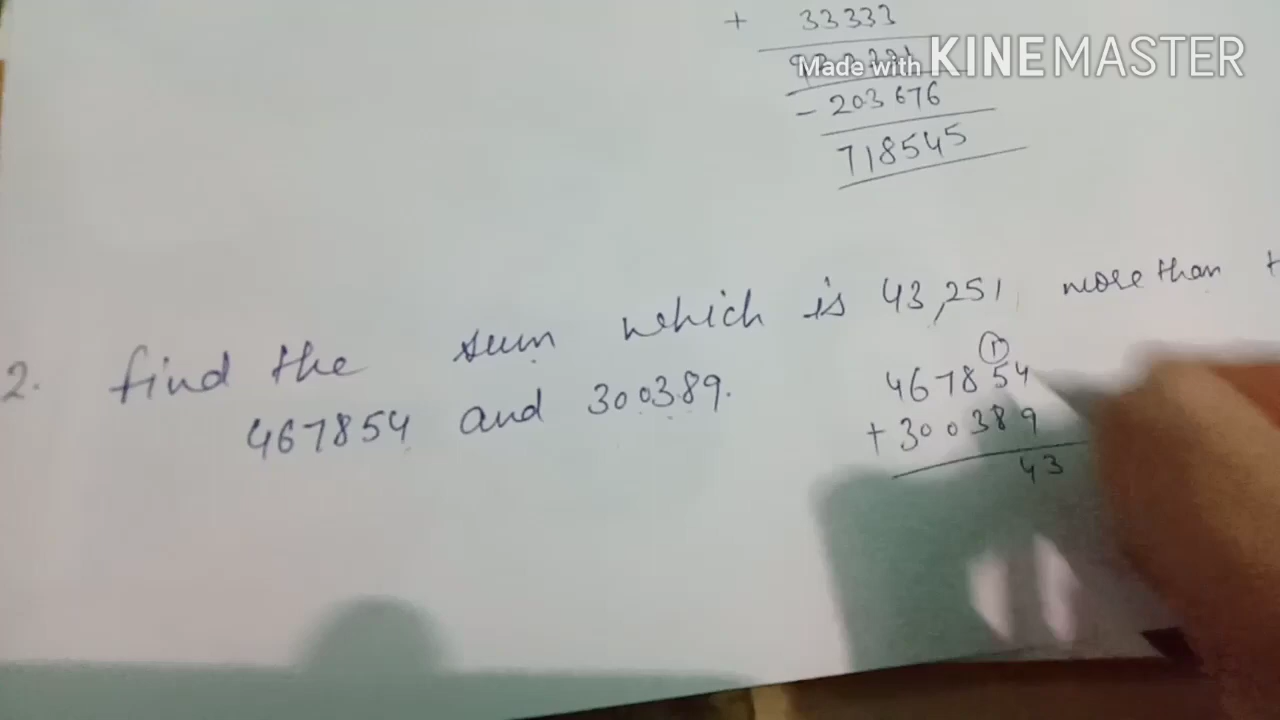 + 33333
Made with KINEMASTER
- 203676
718545
2. find the sum which is 43,251 more than
467854 and 300389.
1
467854
+ 300389
43